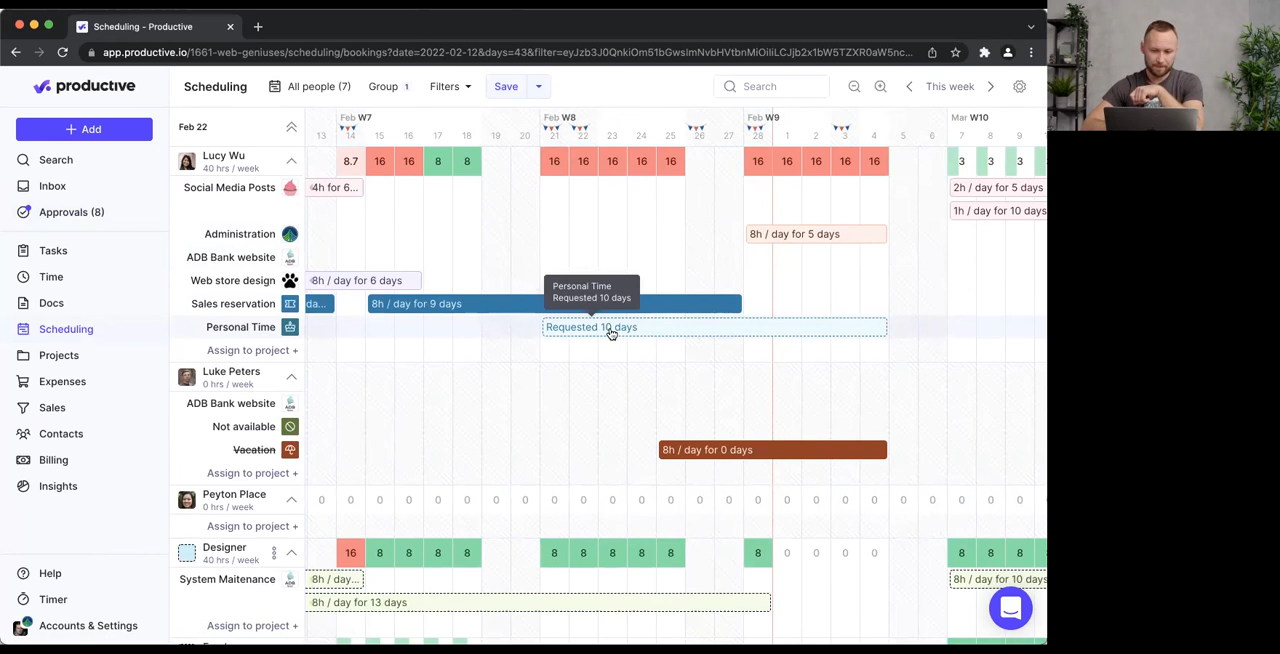 Scheduling - Productive
app.productive.io/1661-web-geniuses/scheduling/bookings?date=2022-02-12&days=43&filter=eyJzb3J0QnkiOm51bGwsImNvbHVtbnMiOiIiLCJjb2x1bW5TZXR0aW5nc...
productive
Scheduling
All people (7)
Group 1
Filters
Save
Search
This week
Add
Search
Inbox
Approvals (8)
Tasks
Time
Docs
Scheduling
Projects
Expenses
Sales
Contacts
Billing
Insights
Help
Timer
Accounts & Settings
Feb 22
Feb W7
Feb W8
Feb W9
Mar W10
13 14 15 16 17 18 19 20 21 22 23 24 25 26 27 28 1 2 3 4 5 6 7 8 9
Lucy Wu
40 hrs / week
8.7 16 16 8 8 16 16 16 16 16 16 16 16 16 16 3 3 3
Social Media Posts
4h for 6...
2h / day for 5 days
1h / day for 10 days
Administration
8h / day for 5 days
ADB Bank website
Web store design
8h / day for 6 days
Personal Time
Requested 10 days
Sales reservation
da...
8h / day for 9 days
Personal Time
Requested 10 days
Assign to project +
Luke Peters
0 hrs / week
ADB Bank website
Not available
Vacation
8h / day for 0 days
Assign to project +
Peyton Place
0 hrs / week
0 0 0 0 0 0 0 0 0 0 0 0 0 0 0 0 0 0 0 0 0 0 0 0 0
Assign to project +
Designer
40 hrs / week
16 8 8 8 8 8 8 8 8 8 8 0 0 0 0 8 8 8
System Maitenance
8h / day...
8h / day for 10 days
8h / day for 13 days
Assign to project +